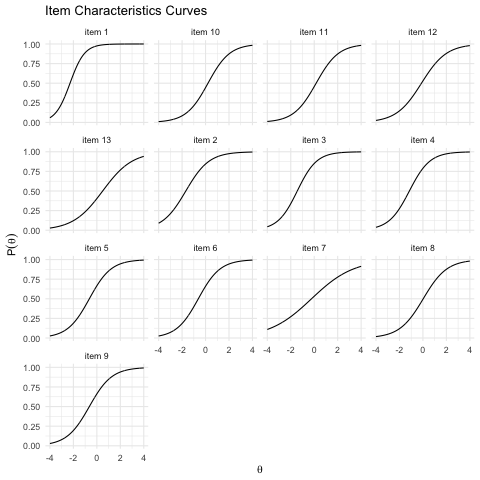 Item Characteristics Curves
item 1 item 10 item 11 item 12
1.00
0.75
0.50
0.25
0.00
item 13 item 2 item 3 item 4
1.00
0.75
0.50
0.25
0.00
P(θ)
item 5 item 6 item 7 item 8
1.00
0.75
0.50
0.25
0.00
-4 -2 0 2 4 -4 -2 0 2 4 -4 -2 0 2 4
item 9
1.00
0.75
0.50
0.25
0.00
-4 -2 0 2 4
θ